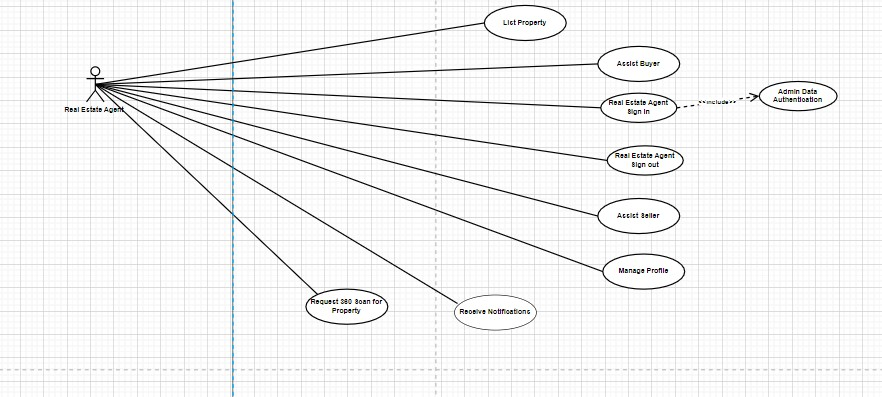 List Property
Assist Buyer
Real Estate Agent
Real Estate Agent
Sign In
<<include>>
Admin Data
Authentication
Real Estate Agent
Sign out
Assist Seller
Manage Profile
Request 360 Scan for
Property
Receive Notifications